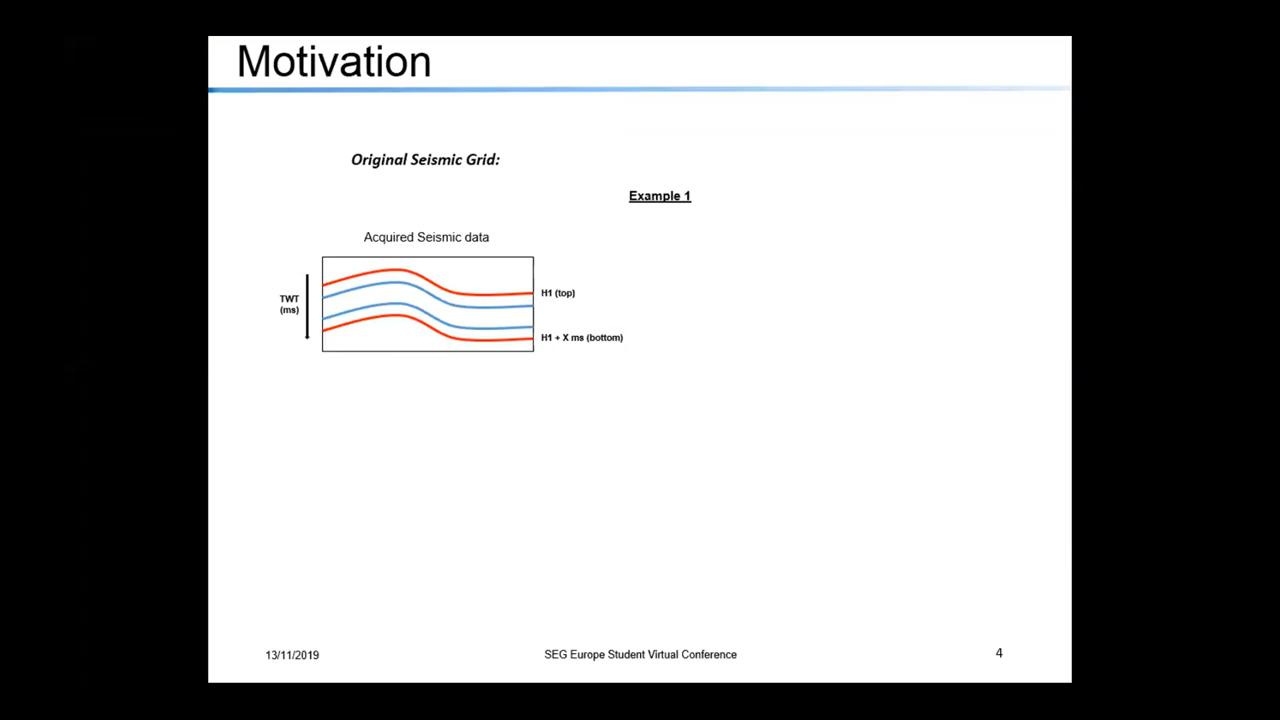 Motivation
Original Seismic Grid:
Example 1
Acquired Seismic data
TWT
(ms)
H1 (top)
H1 + X ms (bottom)
13/11/2019
SEG Europe Student Virtual Conference
4